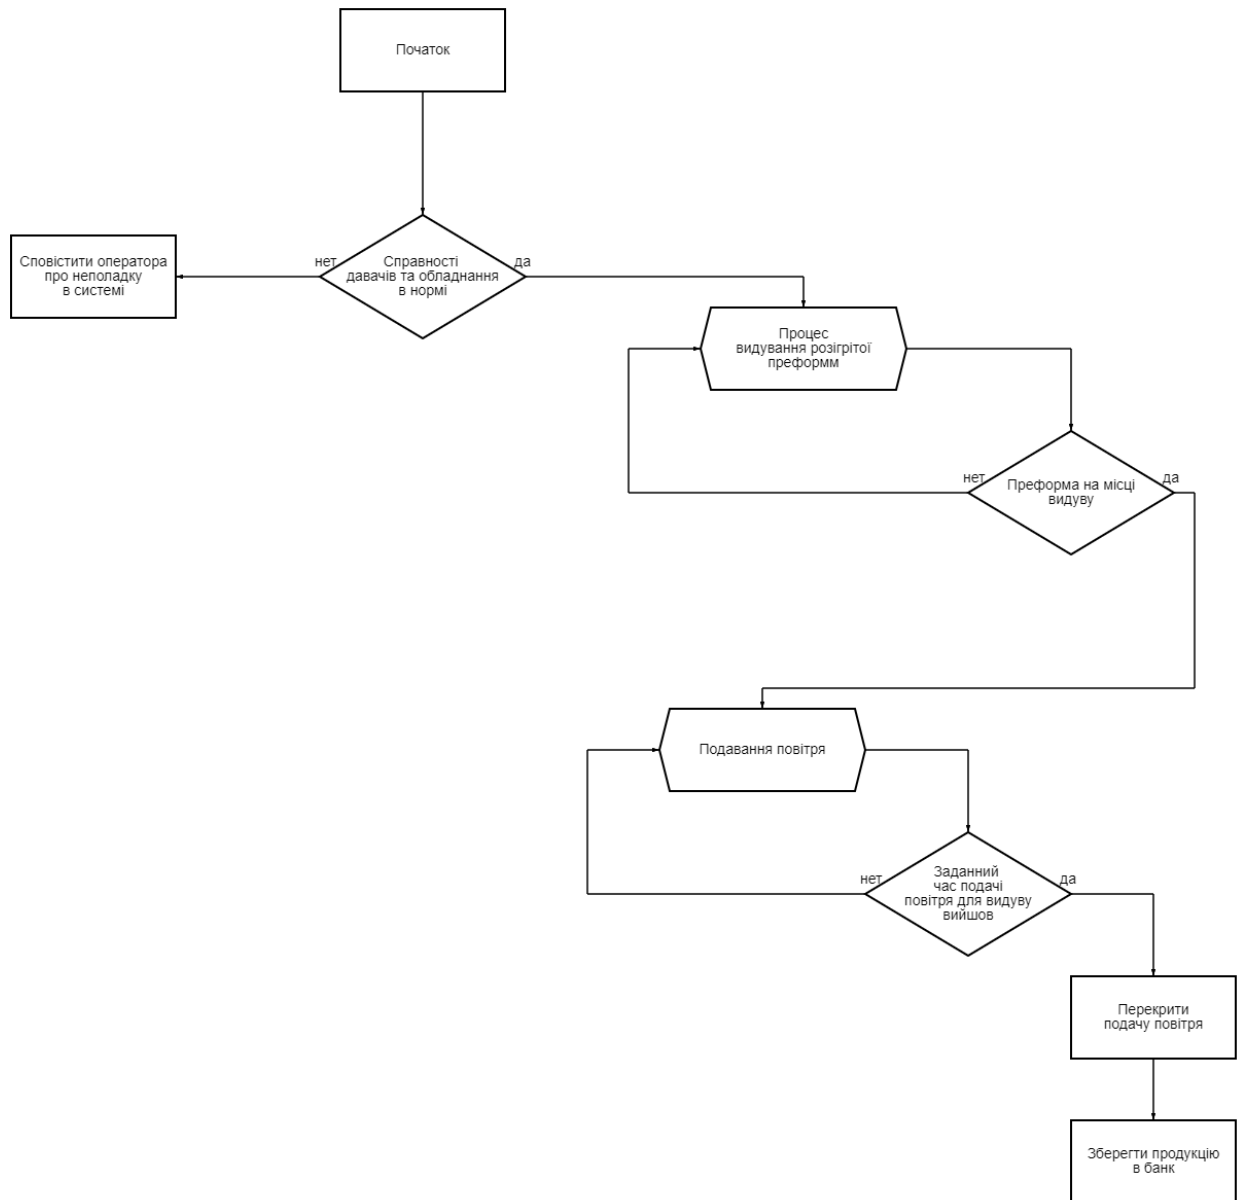 Початок
Сповістити оператора
про неполадку
в системі
нет
Справності
давачів та обладнання
в нормі
да
Процес
видування розігрітої
преформм
нет
Преформа на місці
видуву
да
Подавання повітря
нет
Заданний
час подачі
повітря для видуву
вийшов
да
Перекрити
подачу повітря
Зберегти продукцію
в банк